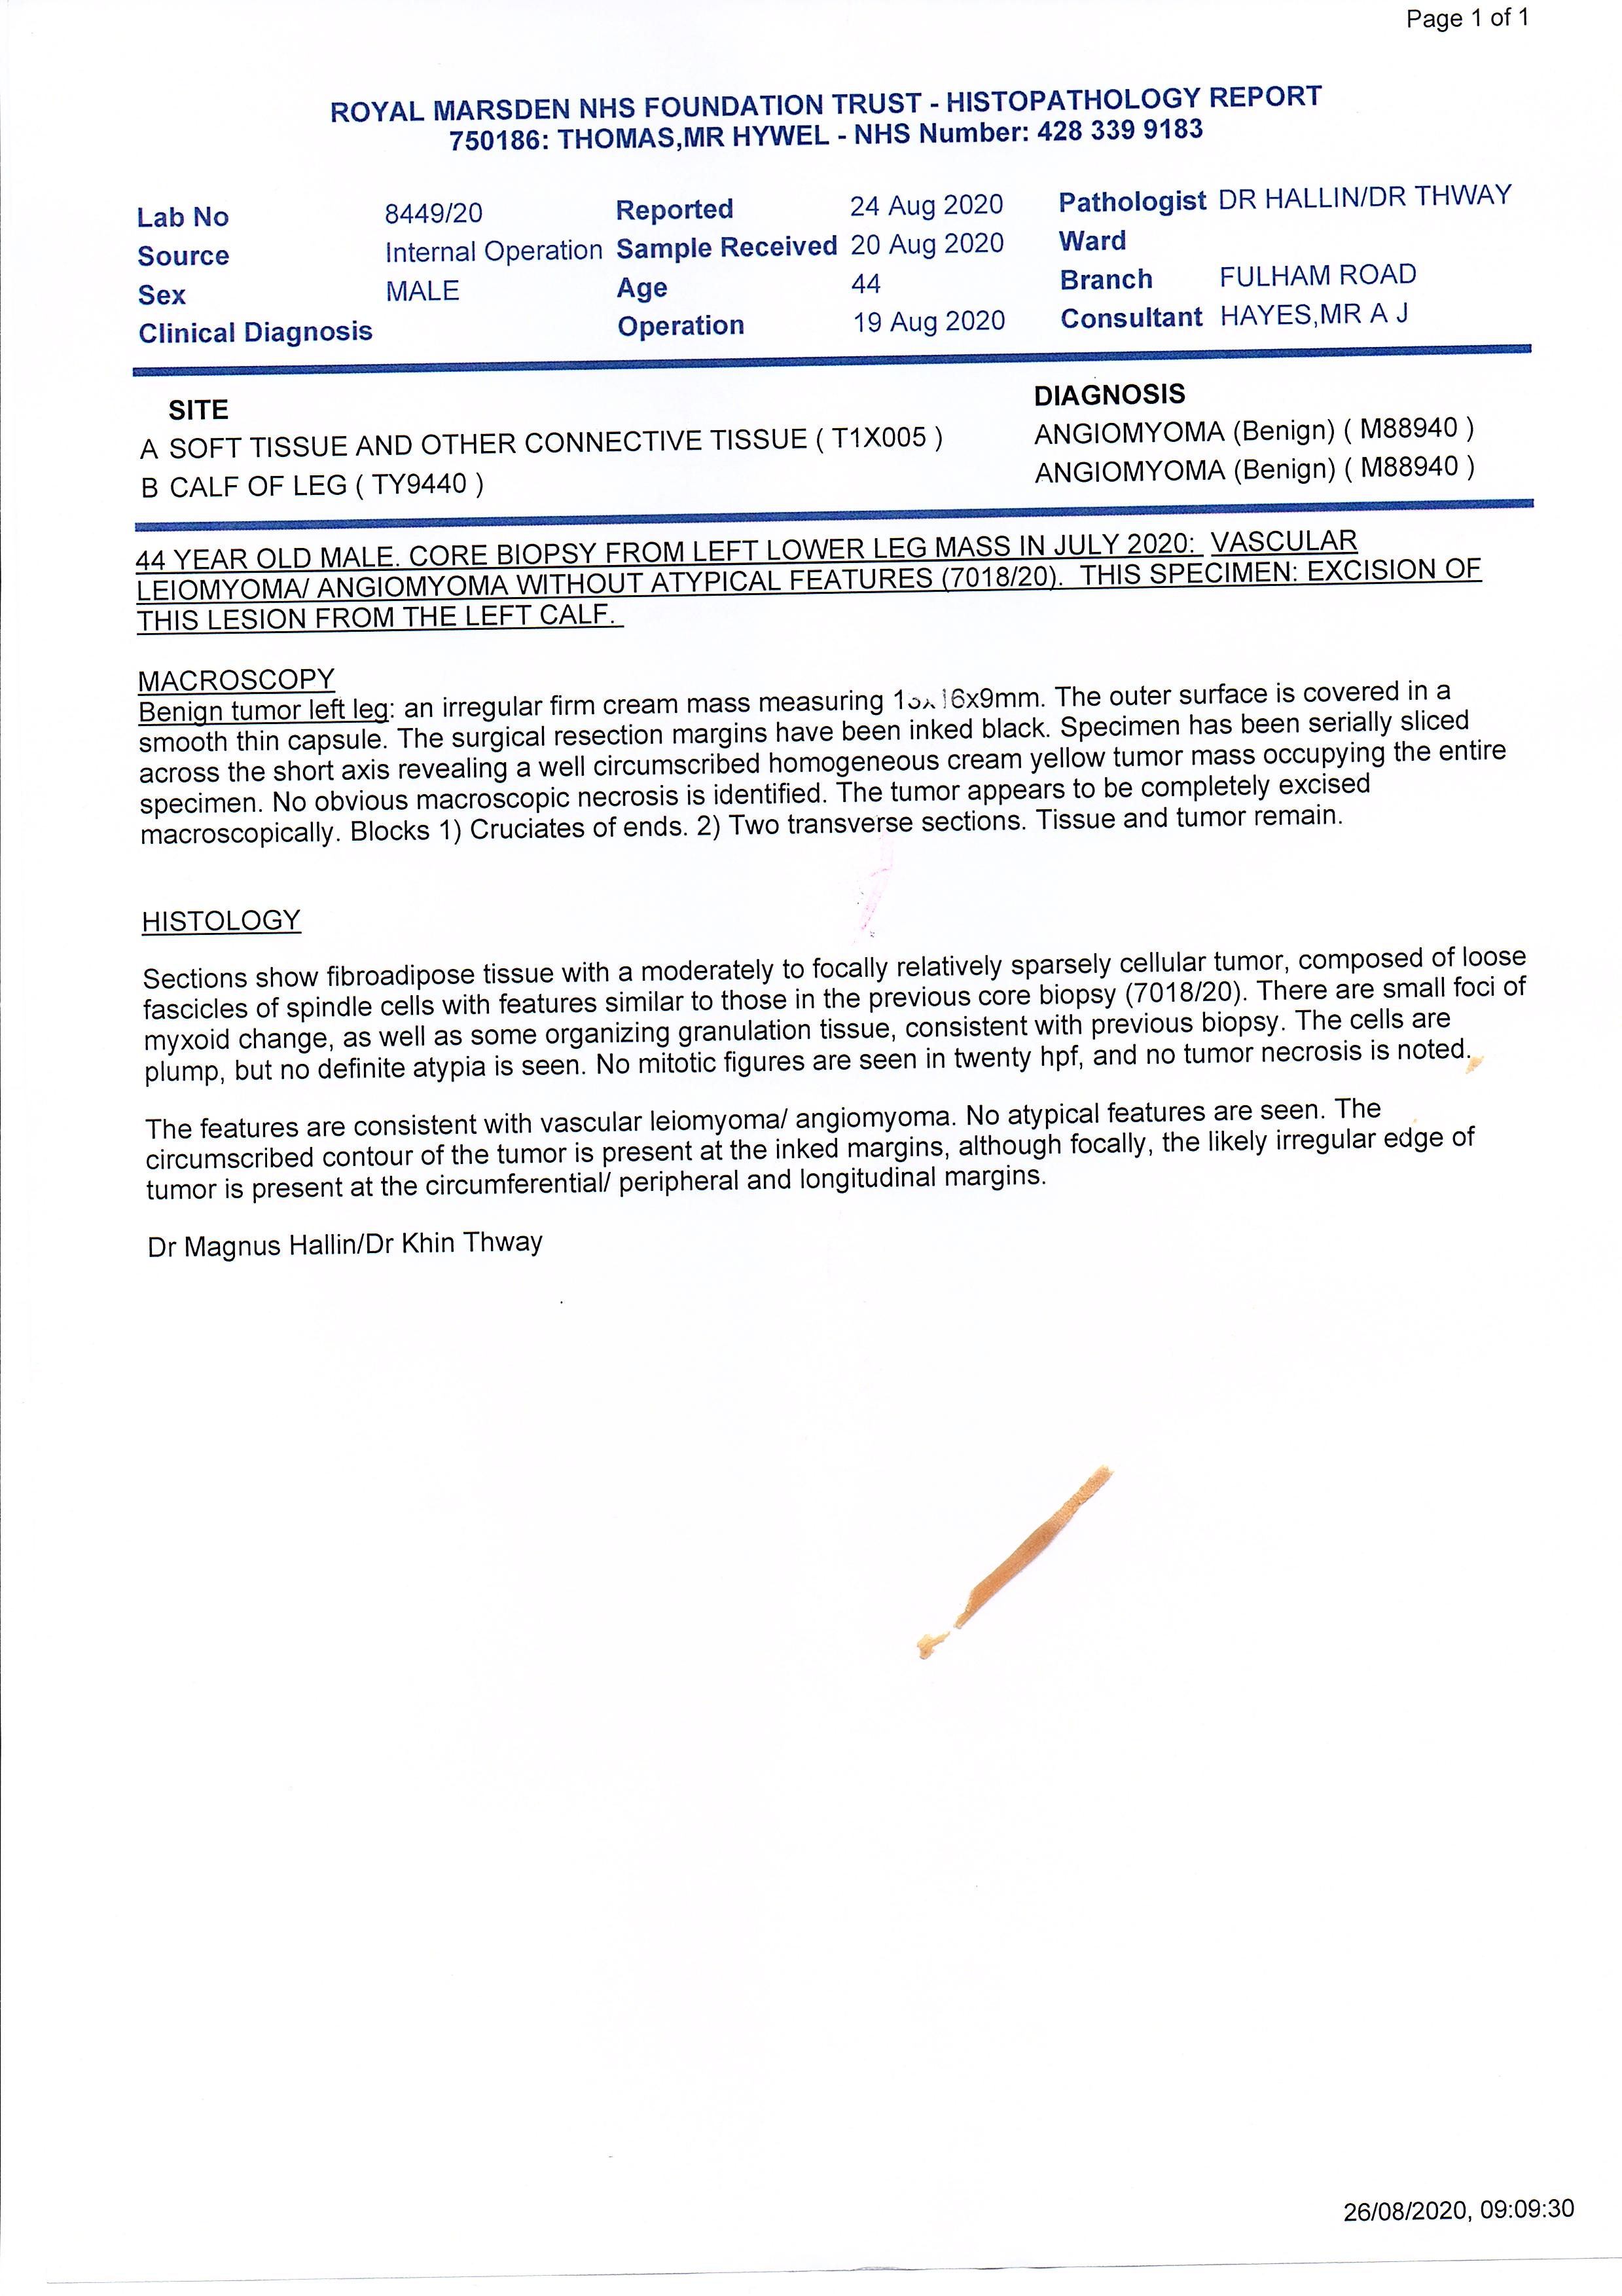 Page 1 of 1
ROYAL MARSDEN NHS FOUNDATION TRUST - HISTOPATHOLOGY REPORT
750186: THOMAS,MR HYWEL - NHS Number: 428 339 9183
Lab No 8449/20 Reported 24 Aug 2020 Pathologist DR HALLIN/DR THWAY
Source Internal Operation Sample Received 20 Aug 2020 Ward
Sex MALE Age 44 Branch FULHAM ROAD
Clinical Diagnosis Operation 19 Aug 2020 Consultant HAYES,MR A J
SITE DIAGNOSIS
A SOFT TISSUE AND OTHER CONNECTIVE TISSUE ( T1X005 ) ANGIOMYOMA (Benign) ( M88940 )
B CALF OF LEG ( TY9440 ) ANGIOMYOMA (Benign) ( M88940 )
44 YEAR OLD MALE. CORE BIOPSY FROM LEFT LOWER LEG MASS IN JULY 2020: VASCULAR
LEIOMYOMA/ ANGIOMYOMA WITHOUT ATYPICAL FEATURES (7018/20). THIS SPECIMEN: EXCISION OF
THIS LESION FROM THE LEFT CALF.
MACROSCOPY
Benign tumor left leg: an irregular firm cream mass measuring The outer surface is covered in a
smooth thin capsule. The surgical resection margins have been inked black. Specimen has been serially sliced
across the short axis revealing a well circumscribed homogeneous cream yellow tumor mass occupying the entire
specimen. No obvious macroscopic necrosis is identified. The tumor appears to be completely excised
macroscopically. Blocks 1) Cruciates of ends. 2) Two transverse sections. Tissue and tumor remain.
HISTOLOGY
Sections show fibroadipose tissue with a moderately to focally relatively sparsely cellular tumor, composed of loose
fascicles of spindle cells with features similar to those in the previous core biopsy (7018/20). There are small foci of
myxoid change, as well as some organizing granulation tissue, consistent with previous biopsy. The cells are
plump, but no definite atypia is seen. No mitotic figures are seen in twenty hpf, and no tumor necrosis is noted.
The features are consistent with vascular leiomyoma/ angiomyoma. No atypical features are seen. The
circumscribed contour of the tumor is present at the inked margins, although focally, the likely irregular edge of
tumor is present at the circumferential/ peripheral and longitudinal margins.
Dr Magnus Hallin/Dr Khin Thway
26/08/2020, 09:09:30